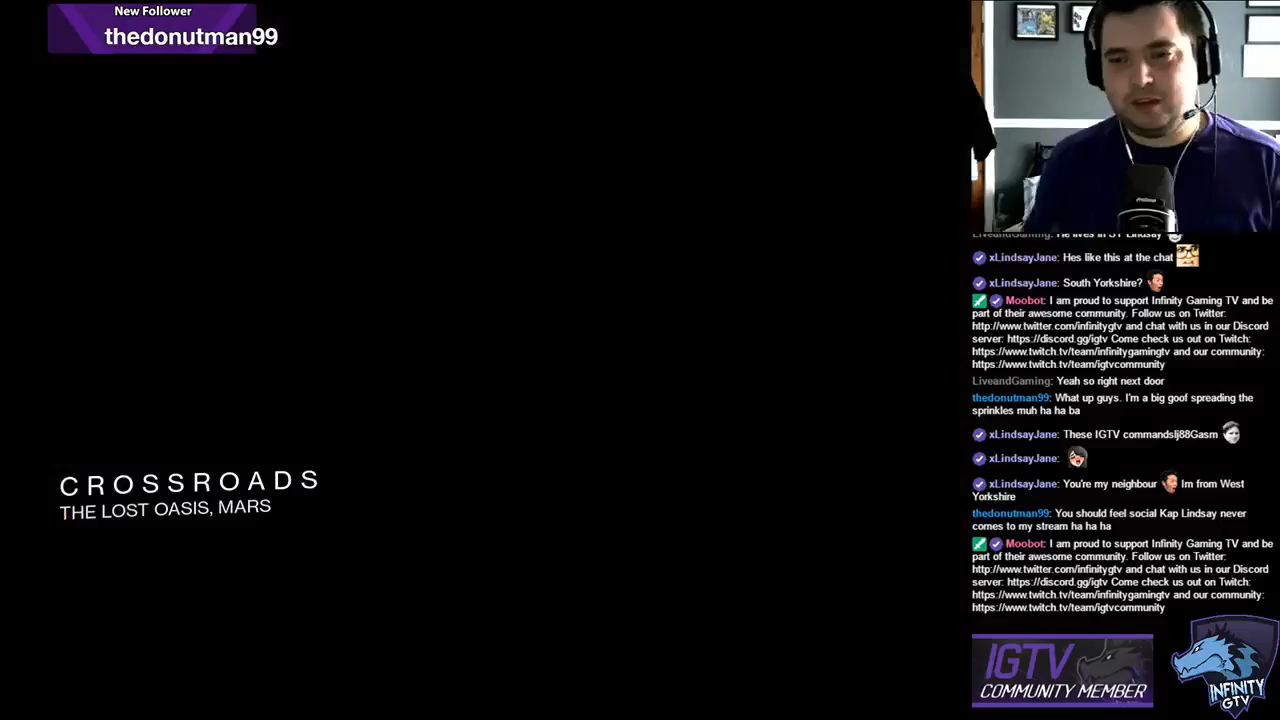 New Follower
thedonutman99
LiveandGaming: He lives in SY Lindsay
xLindsayJane: Hes like this at the chat
xLindsayJane: South Yorkshire?
Moobot: I am proud to support Infinity Gaming TV and be
part of their awesome community. Follow us on Twitter:
http://www.twitter.com/infinitygtv and chat with us in our Discord
server: https://discord.gg/igtv Come check us out on Twitch:
https://www.twitch.tv/team/infinitygamingtv and our community:
https://www.twitch.tv/team/igtvcommunity
LiveandGaming: Yeah so right next door
thedonutman99: What up guys. I'm a big goof spreading the
sprinkles muh ha ha ba
xLindsayJane: These IGTV commandslj88Gasm
xLindsayJane:
xLindsayJane: You're my neighbour Im from West
Yorkshire
thedonutman99: You should feel social Kap Lindsay never
comes to my stream ha ha ha
Moobot: I am proud to support Infinity Gaming TV and be
part of their awesome community. Follow us on Twitter:
http://www.twitter.com/infinitygtv and chat with us in our Discord
server: https://discord.gg/igtv Come check us out on Twitch:
https://www.twitch.tv/team/infinitygamingtv and our community:
https://www.twitch.tv/team/igtvcommunity
CROSSROADS
THE LOST OASIS, MARS
IGTV
COMMUNITY MEMBER
INFINITY
GTV